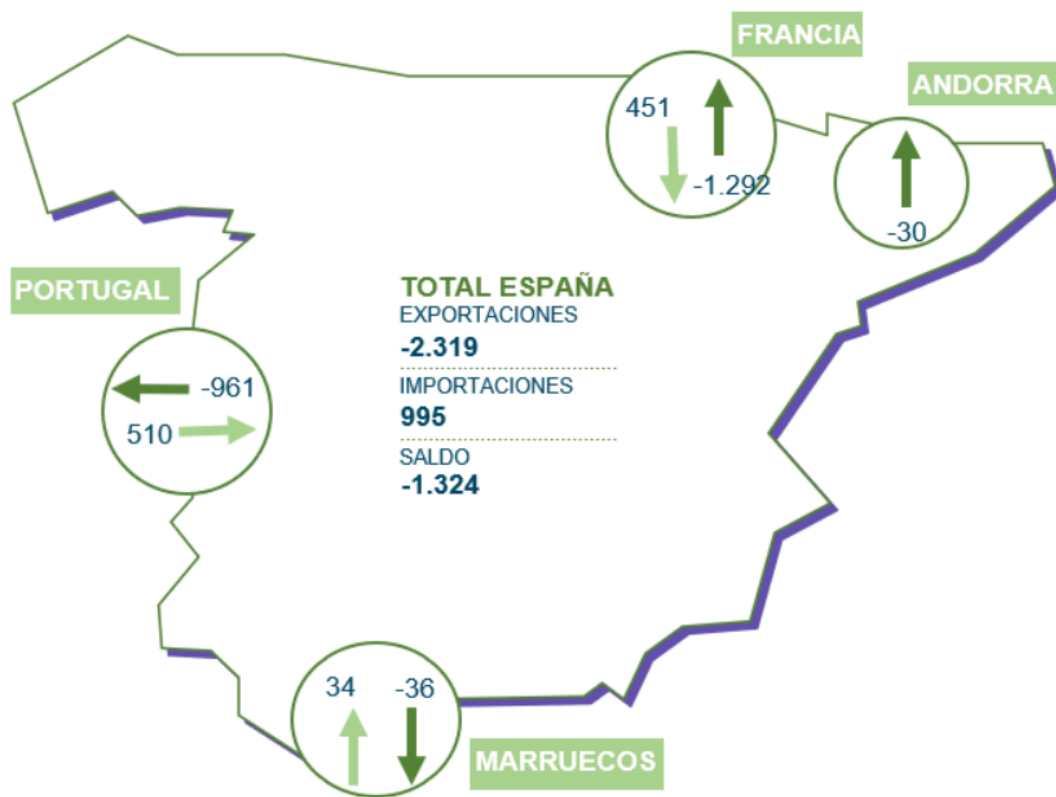 FRANCIA
451
-1.292
ANDORRA
-30
PORTUGAL
-961
510
TOTAL ESPAÑA
EXPORTACIONES
-2.319
IMPORTACIONES
995
SALDO
-1.324
34
-36
MARRUECOS